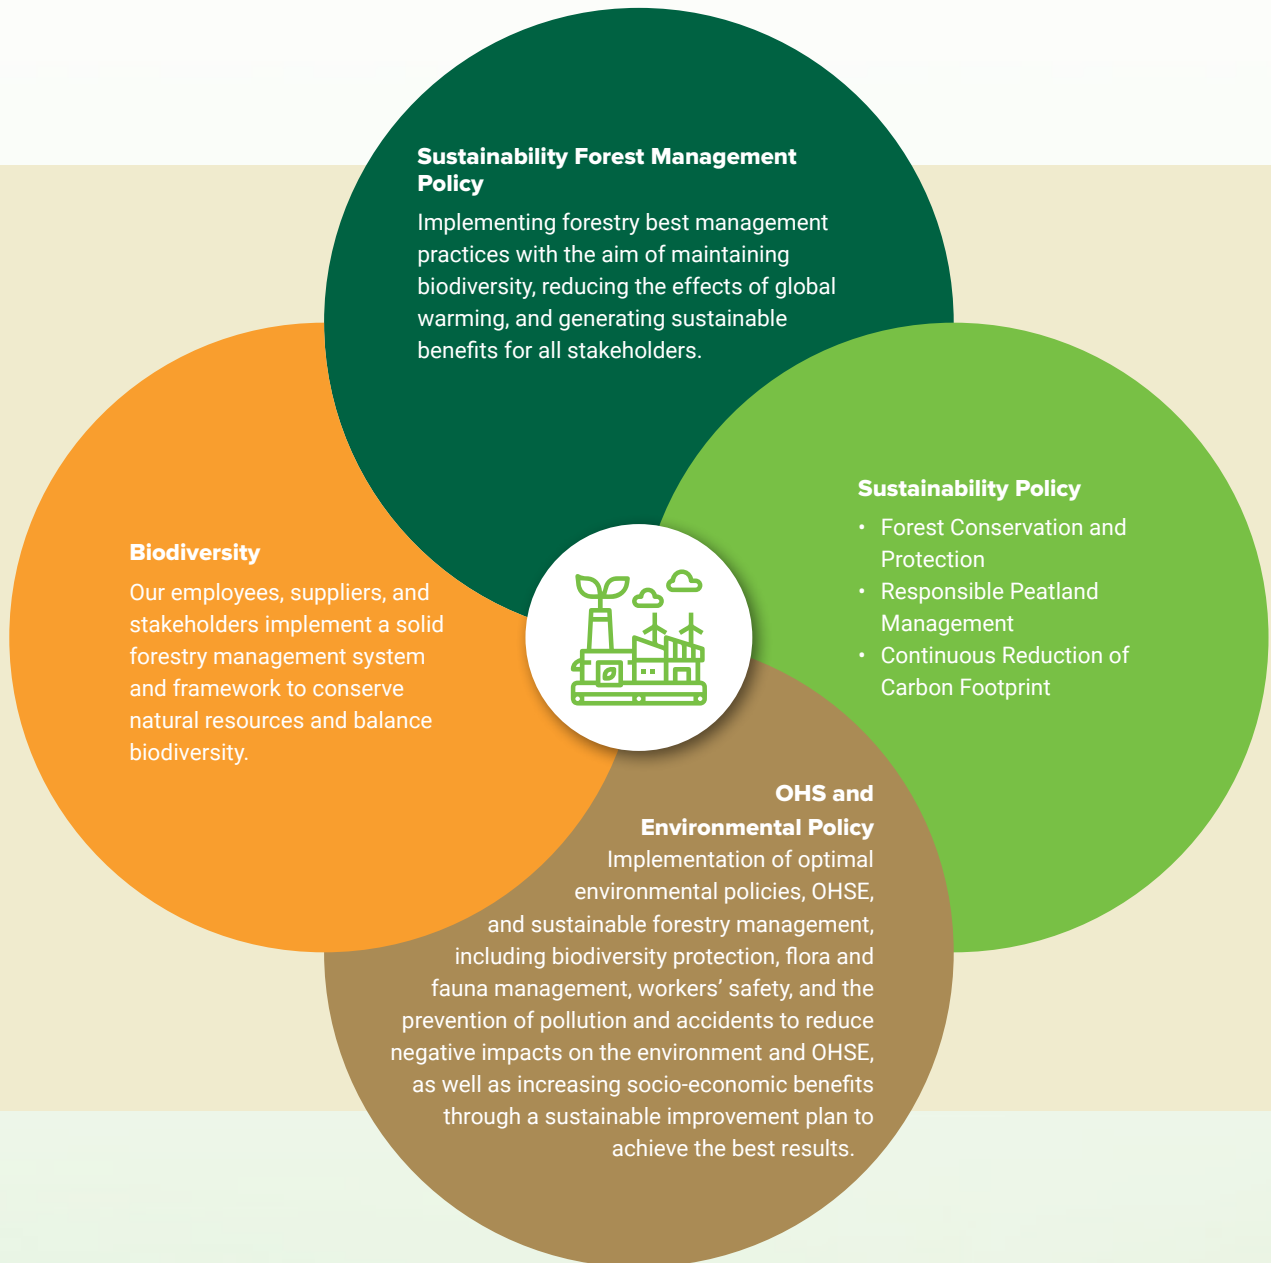 Sustainability Forest Management
Policy
Implementing forestry best management
practices with the aim of maintaining
biodiversity, reducing the effects of global
warming, and generating sustainable
benefits for all stakeholders.
Biodiversity
Our employees, suppliers, and
stakeholders implement a solid
forestry management system
and framework to conserve
natural resources and balance
biodiversity.
Sustainability Policy
• Forest Conservation and
Protection
• Responsible Peatland
Management
• Continuous Reduction of
Carbon Footprint
OHS and
Environmental Policy
Implementation of optimal
environmental policies, OHSE,
and sustainable forestry management,
including biodiversity protection, flora and
fauna management, workers’ safety, and the
prevention of pollution and accidents to reduce
negative impacts on the environment and OHSE,
as well as increasing socio-economic benefits
through a sustainable improvement plan to
achieve the best results.